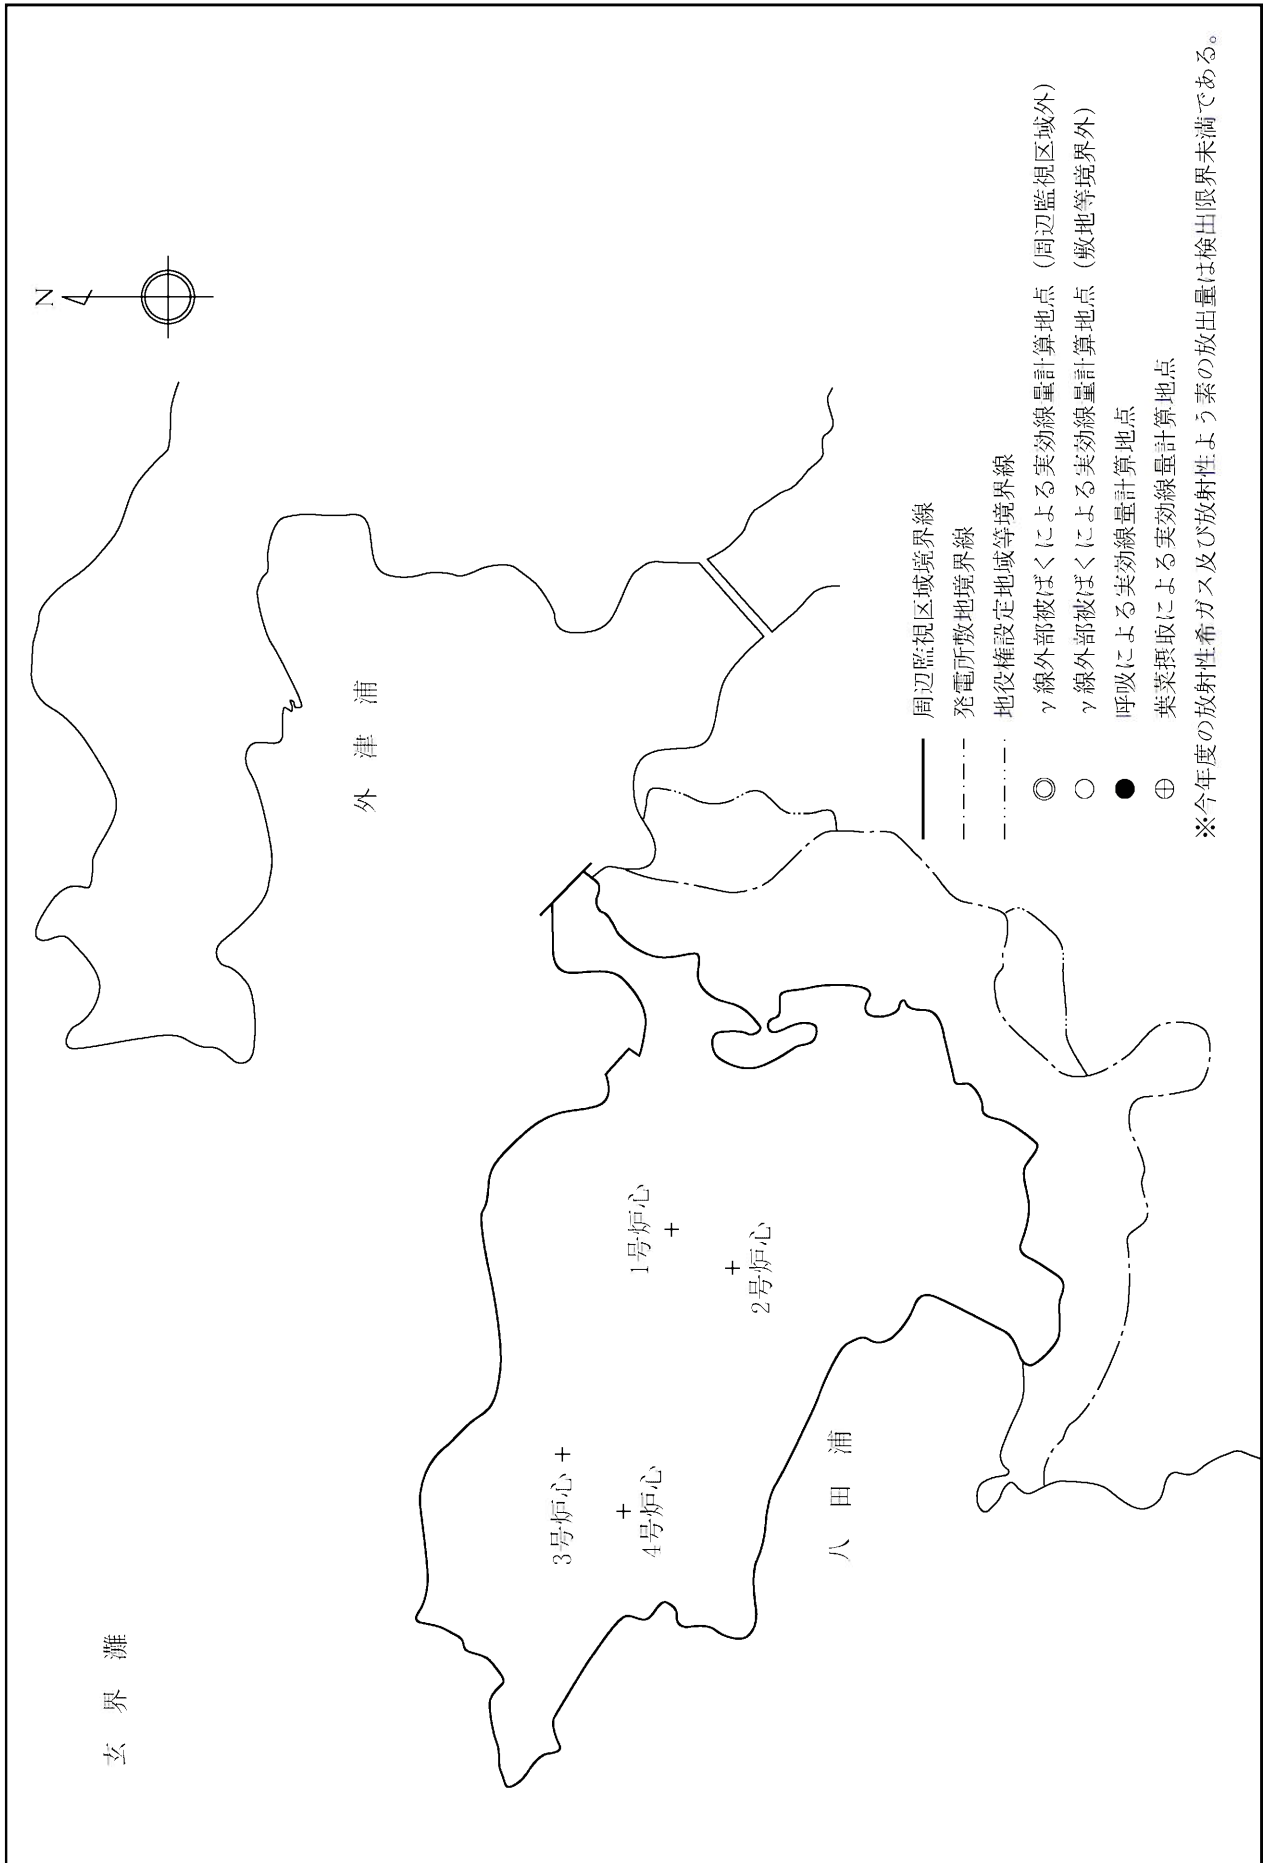 N
玄界灘
外津浦
3号炉心
4号炉心
1号炉心
2号炉心
八田浦
周辺監視区域境界線
発電所敷地境界線
地役権設定地域等境界線
γ線外部被ばくによる実効線量計算地点（周辺監視区域外）
γ線外部被ばくによる実効線量計算地点（敷地等境界外）
呼吸による実効線量計算地点
葉菜摂取による実効線量計算地点
※今年度の放射性希ガス及び放射性よう素の放出量は検出限界未満である。